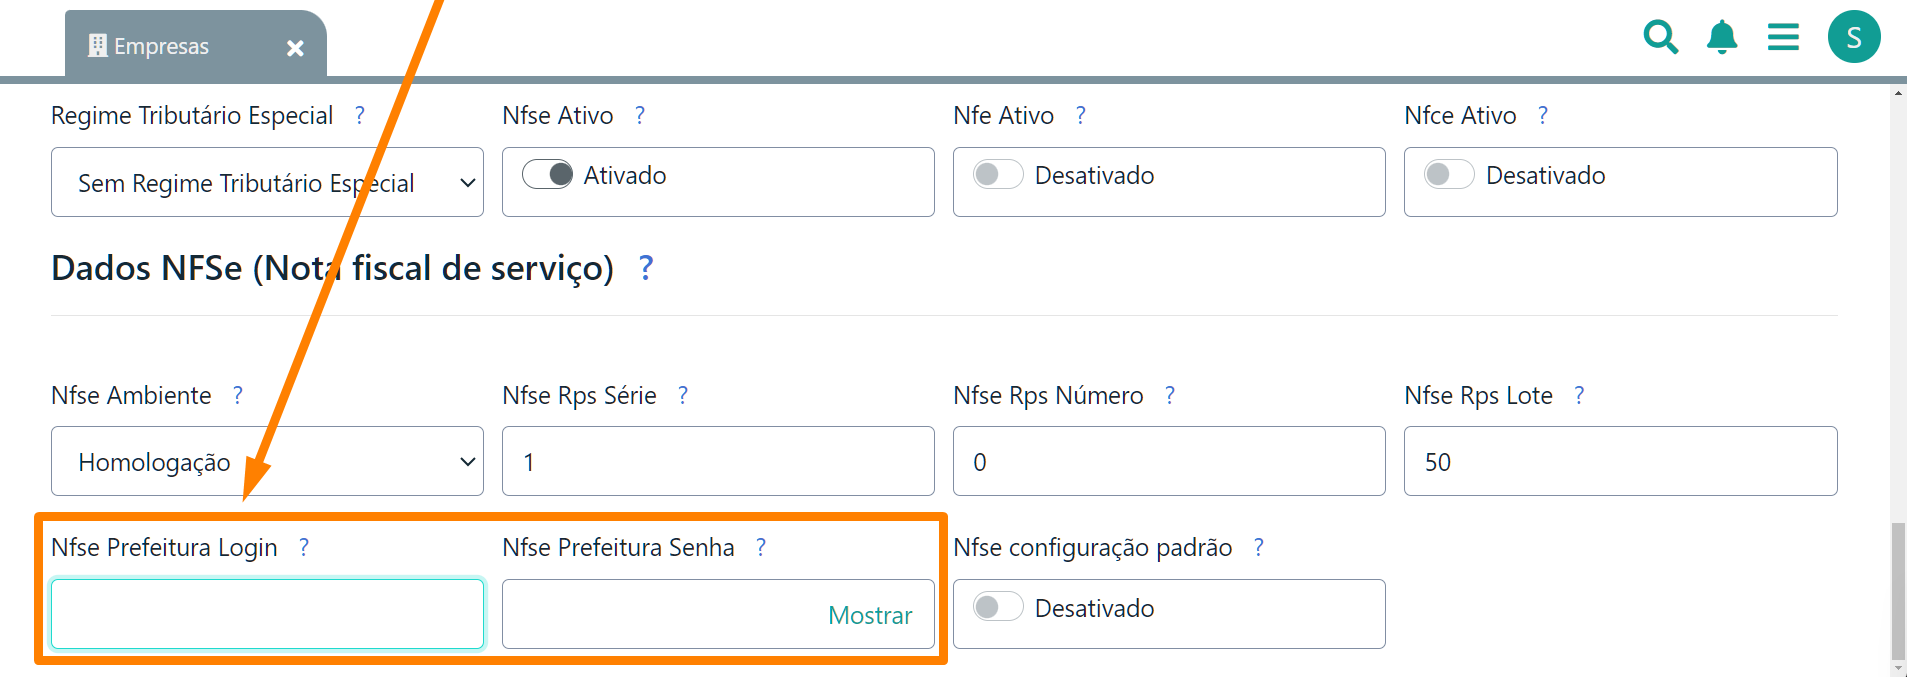 Empresas
S
Regime Tributário Especial ? Nfse Ativo ? Nfe Ativo ? Nfce Ativo ?
Sem Regime Tributário Especial Ativado Desativado Desativado
Dados NFSe (Nota fiscal de serviço) ?
Nfse Ambiente ? Nfse Rps Série ? Nfse Rps Número ? Nfse Rps Lote ?
Homologação 1 0 50
Nfse Prefeitura Login ? Nfse Prefeitura Senha ? Nfse configuração padrão ?
Mostrar Desativado